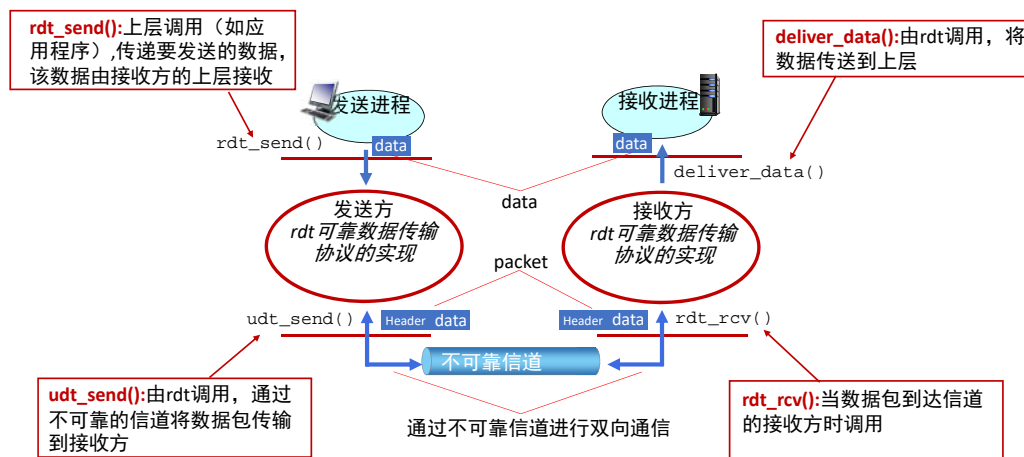 rdt_send():上层调用（如应
用程序）,传递要发送的数据，
该数据由接收方的上层接收
deliver_data():由rdt调用，将
数据传送到上层
发送进程
接收进程
rdt_send()
data
data
deliver_data()
data
发送方
rdt可靠数据传输
协议的实现
接收方
rdt可靠数据传输
协议的实现
packet
udt_send()
Header data
Header data
rdt_rcv()
不可靠信道
udt_send():由rdt调用，通过
不可靠的信道将数据包传输
到接收方
rdt_rcv():当数据包到达信道
的接收方时调用
通过不可靠信道进行双向通信